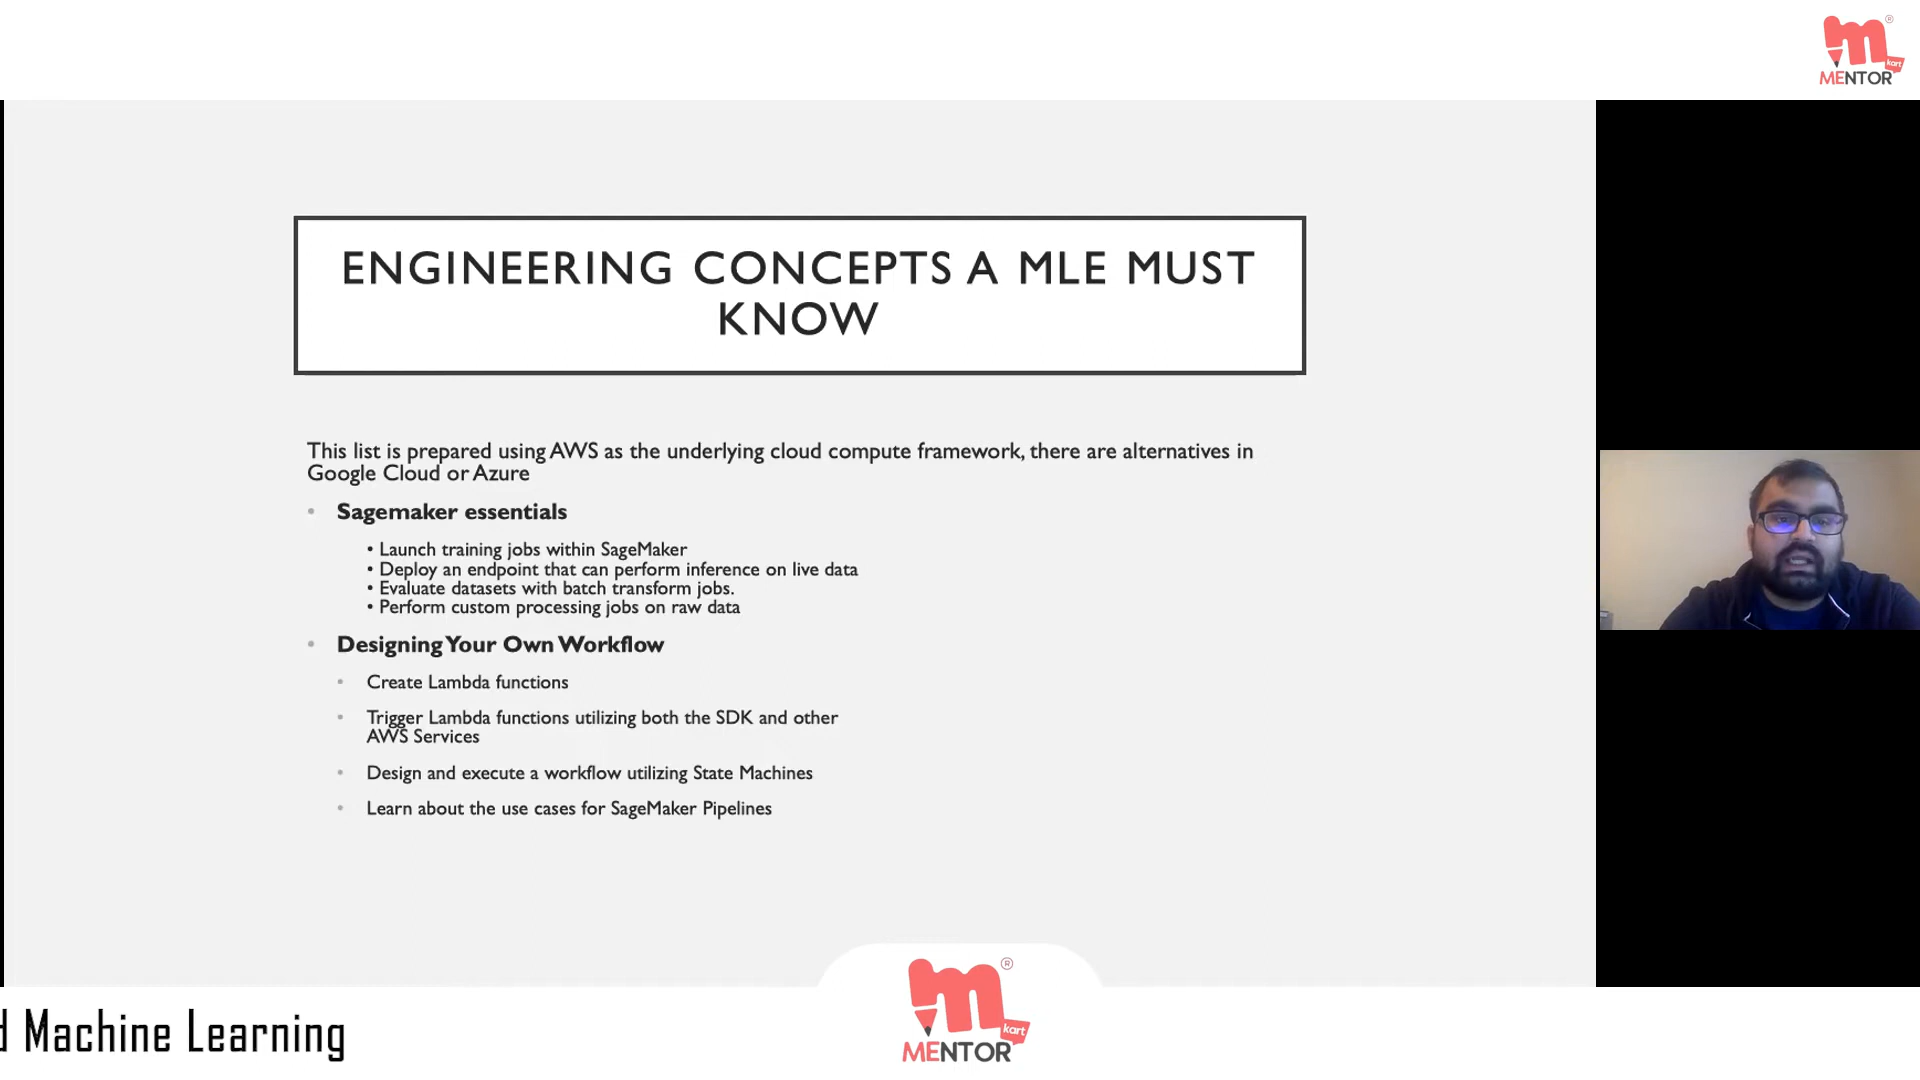 m®
kart
MENTOR
ENGINEERING CONCEPTS A MLE MUST
KNOW
This list is prepared using AWS as the underlying cloud compute framework, there are alternatives in
Google Cloud or Azure
• Sagemaker essentials
• Launch training jobs within SageMaker
• Deploy an endpoint that can perform inference on live data
• Evaluate datasets with batch transform jobs.
• Perform custom processing jobs on raw data
• Designing Your Own Workflow
• Create Lambda functions
• Trigger Lambda functions utilizing both the SDK and other
AWS Services
• Design and execute a workflow utilizing State Machines
• Learn about the use cases for SageMaker Pipelines
m®
kart
MENTOR
d Machine Learning